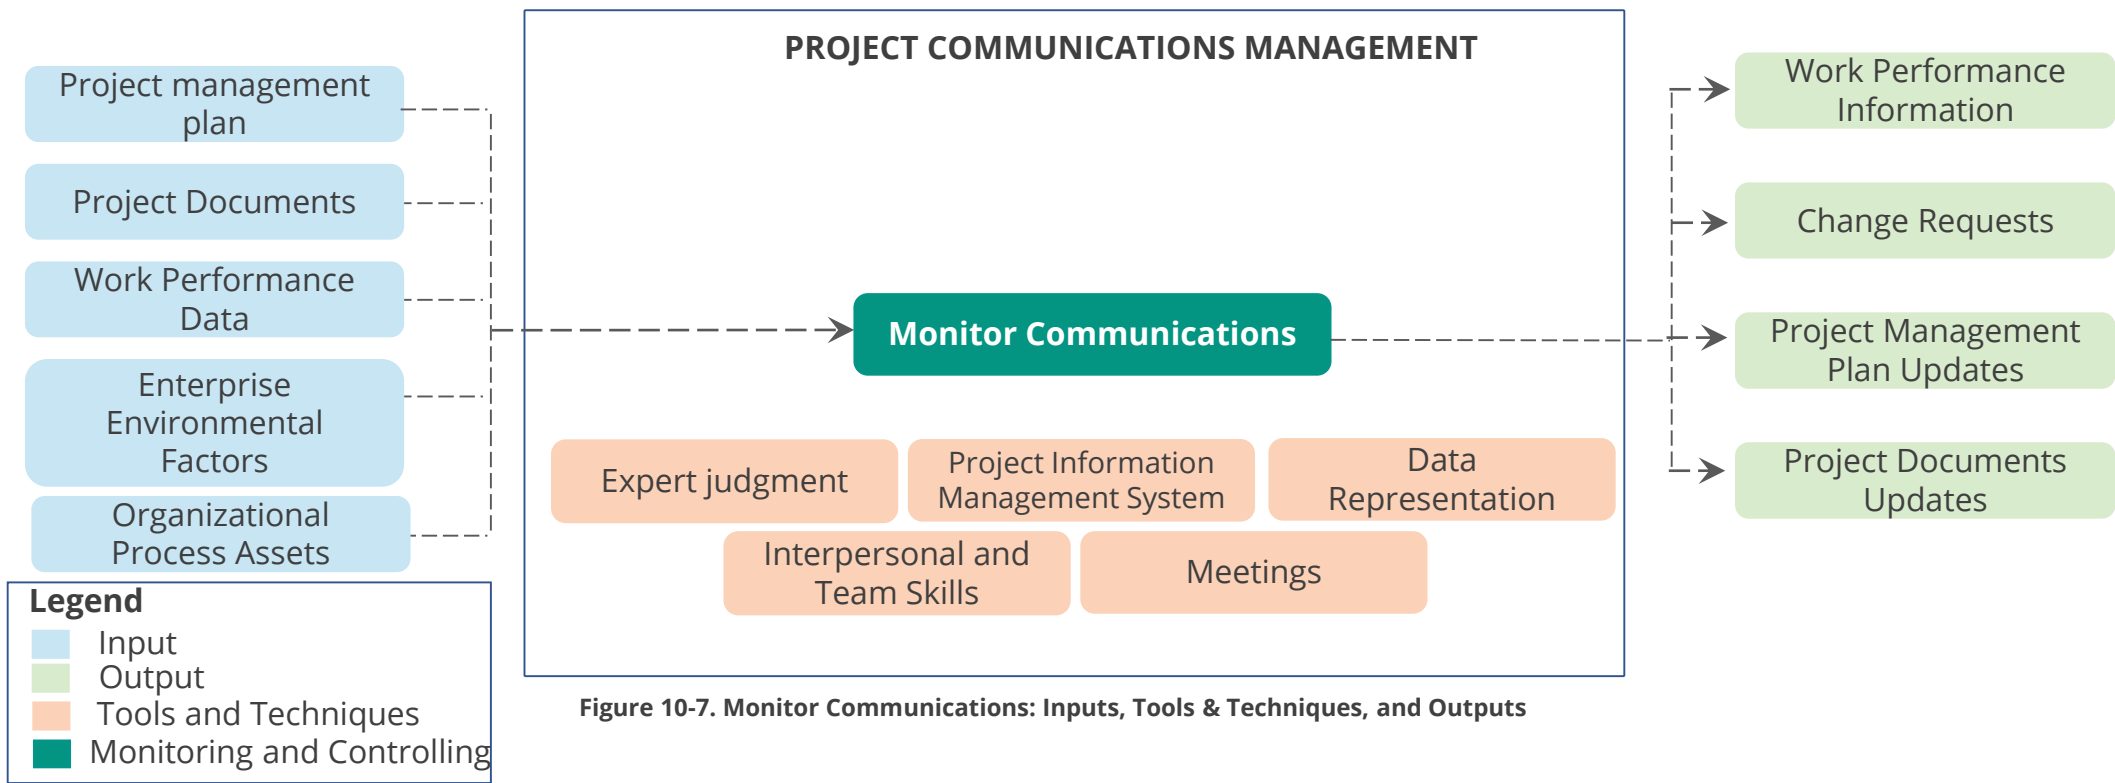 PROJECT COMMUNICATIONS MANAGEMENT
Project management
plan
Project Documents
Work Performance
Data
Enterprise
Environmental
Factors
Organizational
Process Assets
Monitor Communications
Expert judgment
Project Information
Management System
Data
Representation
Interpersonal and
Team Skills
Meetings
Work Performance
Information
Change Requests
Project Management
Plan Updates
Project Documents
Updates
Legend
Input
Output
Tools and Techniques
Monitoring and Controlling
Figure 10-7. Monitor Communications: Inputs, Tools & Techniques, and Outputs